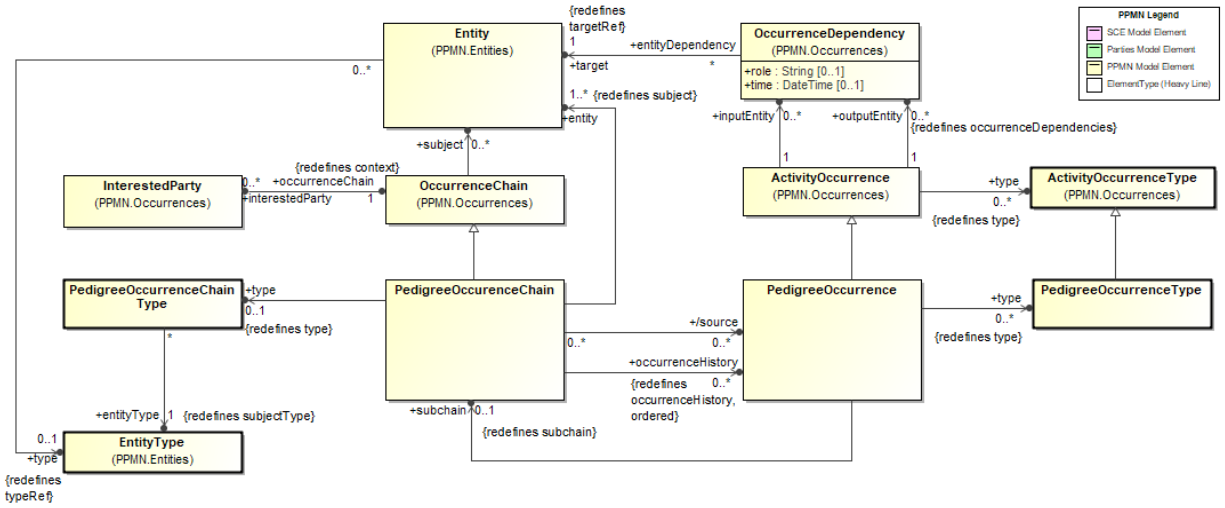 Entity
(PPMN.Entities)
{redefines
targetRef}
1
+target
+entityDependency
*
OccurrenceDependency
(PPMN.Occurrences)
+role : String [0..1]
+time : DateTime [0..1]
PPMN Legend
SCE Model Element
Parties Model Element
PPMN Model Element
ElementType (Heavy Line)
0..*
1..*
{redefines subject}
+entity
+inputEntity
0..*
+outputEntity
0..*
{redefines occurrenceDependencies}
+subject
0..*
1
1
{redefines context}
InterestedParty
(PPMN.Occurrences)
0..*
+occurrenceChain
+interestedParty
1
OccurrenceChain
(PPMN.Occurrences)
ActivityOccurrence
(PPMN.Occurrences)
+type
0..*
{redefines type}
ActivityOccurrenceType
(PPMN.Occurrences)
PedigreeOccurrenceChain
Type
+type
0..1
{redefines type}
PedigreeOccurenceChain
PedigreeOccurrence
+type
0..*
{redefines type}
PedigreeOccurrenceType
+/source
0..*
0..*
+occurrenceHistory
{redefines
occurrenceHistory,
ordered}
0..*
*
+entityType
1
{redefines subjectType}
+subchain
0..1
{redefines subchain}
0..1
+type
{redefines
typeRef}
EntityType
(PPMN.Entities)